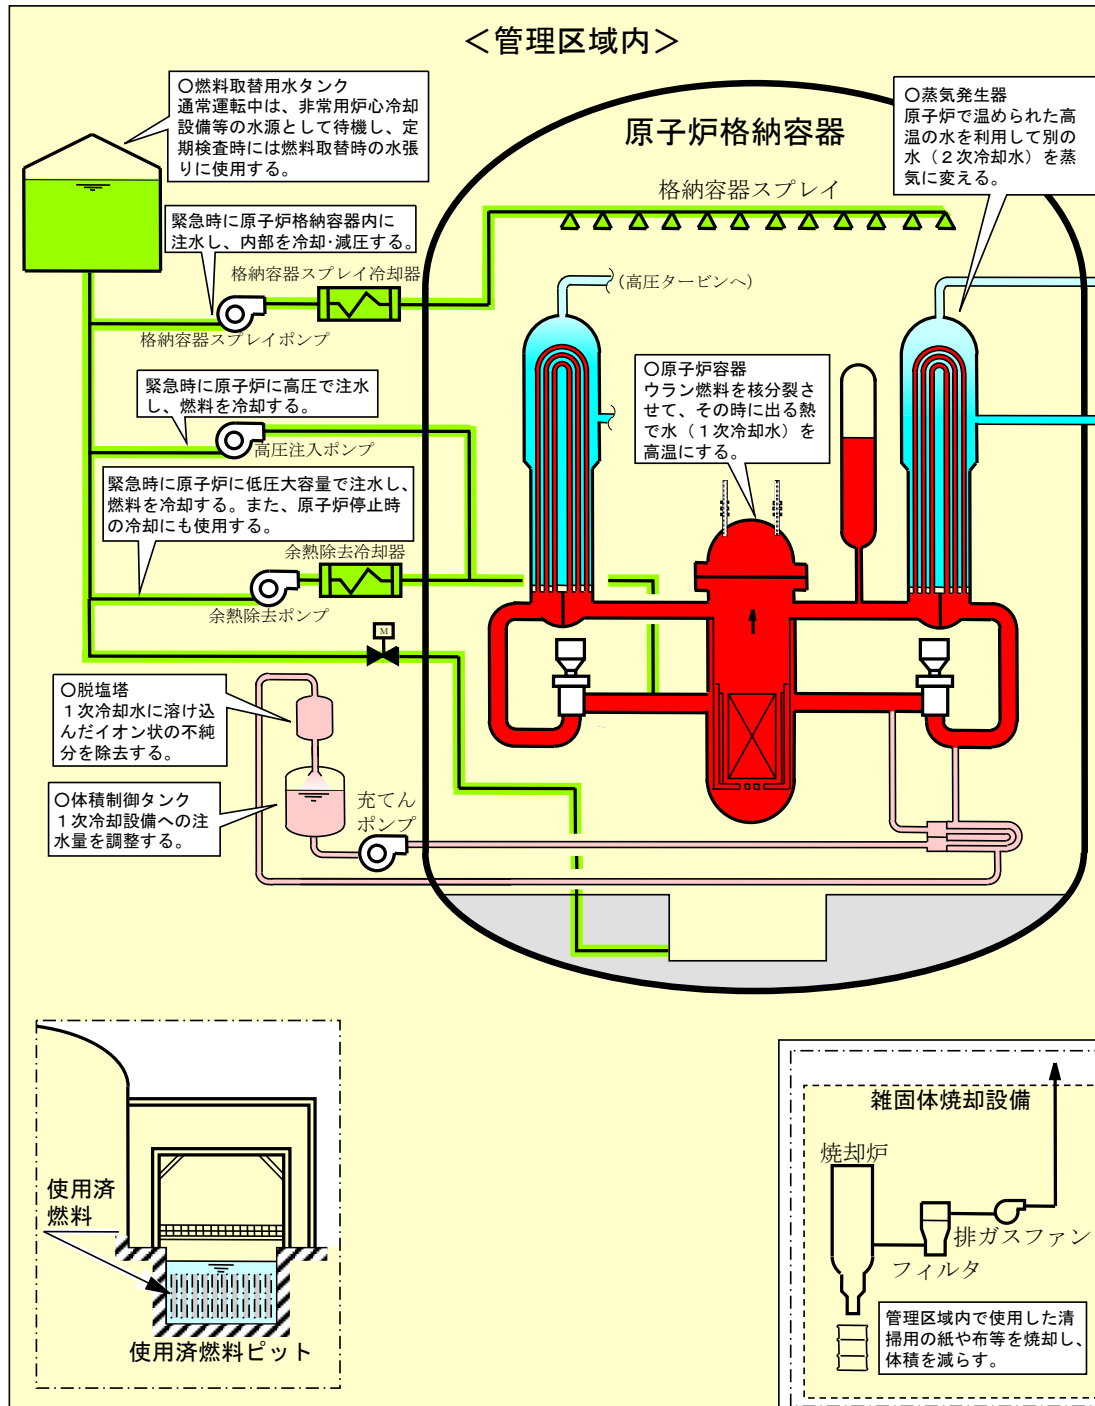 ＜管理区域内＞
○燃料取替用水タンク
通常運転中は、非常用炉心冷却
設備等の水源として待機し、定
期検査時には燃料取替時の水張
りに使用する。
○蒸気発生器
原子炉で温められた高
温の水を利用して別の
水（２次冷却水）を蒸
気に変える。
原子炉格納容器
格納容器スプレイ
緊急時に原子炉格納容器内に
注水し、内部を冷却・減圧する。
格納容器スプレイ冷却器
(高圧タービンへ)
格納容器スプレイポンプ
○原子炉容器
ウラン燃料を核分裂さ
せて、その時に出る熱
で水（１次冷却水）を
高温にする。
緊急時に原子炉に高圧で注水
し、燃料を冷却する。
高圧注入ポンプ
緊急時に原子炉に低圧大容量で注水し、
燃料を冷却する。また、原子炉停止時
の冷却にも使用する。
余熱除去冷却器
余熱除去ポンプ
M
○脱塩塔
１次冷却水に溶け込
んだイオン状の不純
分を除去する。
○体積制御タンク
１次冷却設備への注
水量を調整する。
充てん
ポンプ
使用済
燃料
使用済燃料ピット
雑固体焼却設備
焼却炉
排ガスファン
フィルタ
管理区域内で使用した清
掃用の紙や布等を焼却し、
体積を減らす。